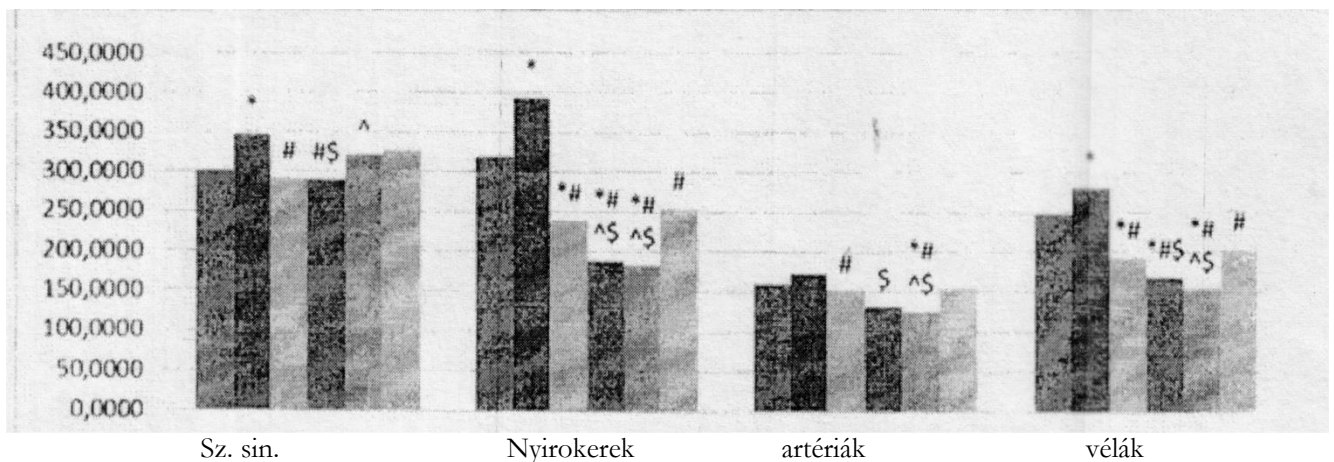 450,0000
400,0000
350,0000
300,0000
250,0000
200,0000
150,0000
100,0000
50,0000
0,0000
* # #$ ^
* *# *# ^$ *# ^$ #
# $ *# ^$
* *# *#$ *# ^$ #
Sz. sin. Nyirokerek artériák vélák